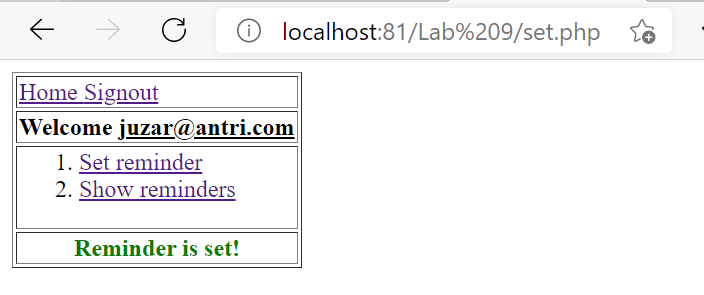 localhost:81/Lab%209/set.php
Home Signout
Welcome juzar@antri.com
1. Set reminder
2. Show reminders
Reminder is set!